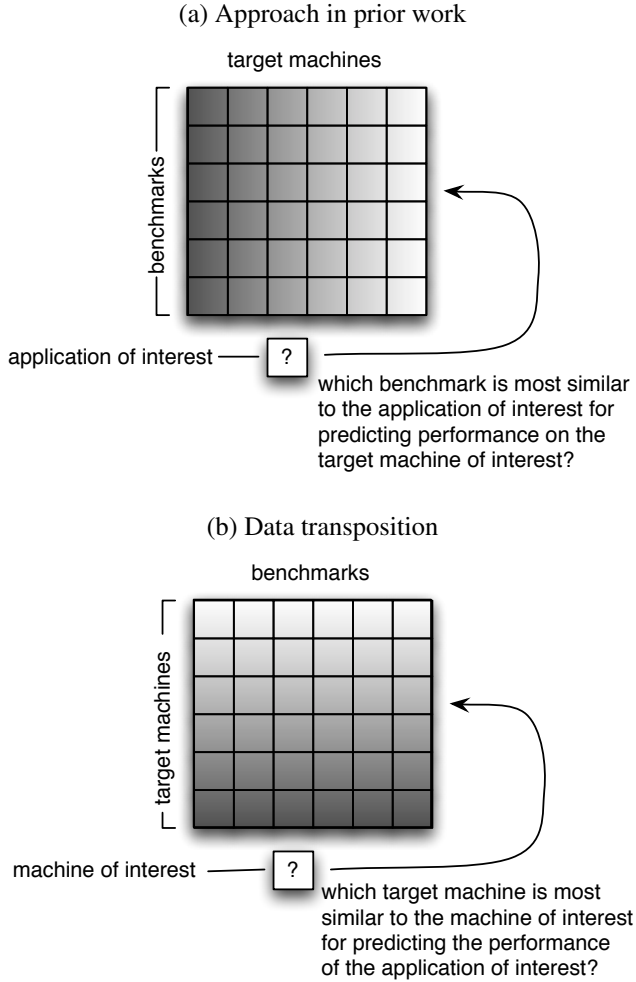 (a) Approach in prior work
target machines
benchmarks
application of interest
?
which benchmark is most similar
to the application of interest for
predicting performance on the
target machine of interest?
(b) Data transposition
benchmarks
target machines
machine of interest
?
which target machine is most
similar to the machine of interest
for predicting the performance
of the application of interest?